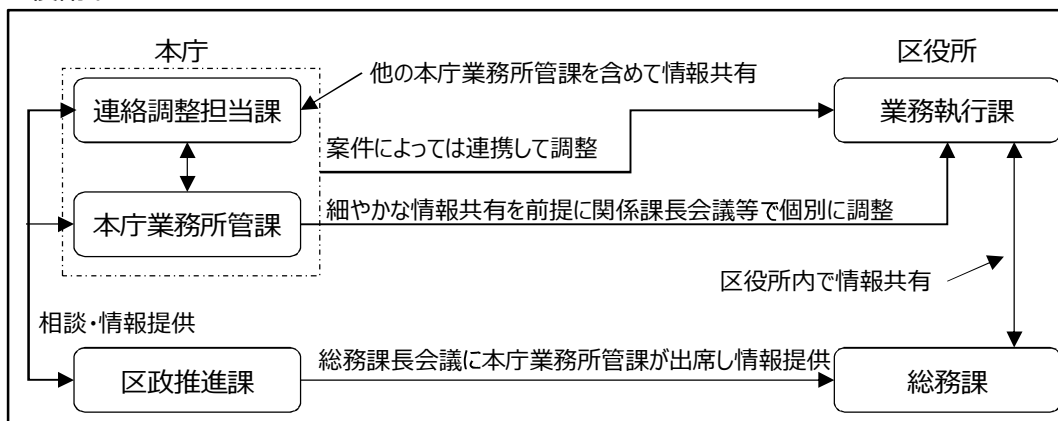 本庁
区役所
他の本庁業務所管課を含めて情報共有
連絡調整担当課
業務執行課
案件によっては連携して調整
本庁業務所管課
細やかな情報共有を前提に関係課長会議等で個別に調整
区役所内で情報共有
相談・情報提供
総務課長会議に本庁業務所管課が出席し情報提供
区政推進課
総務課